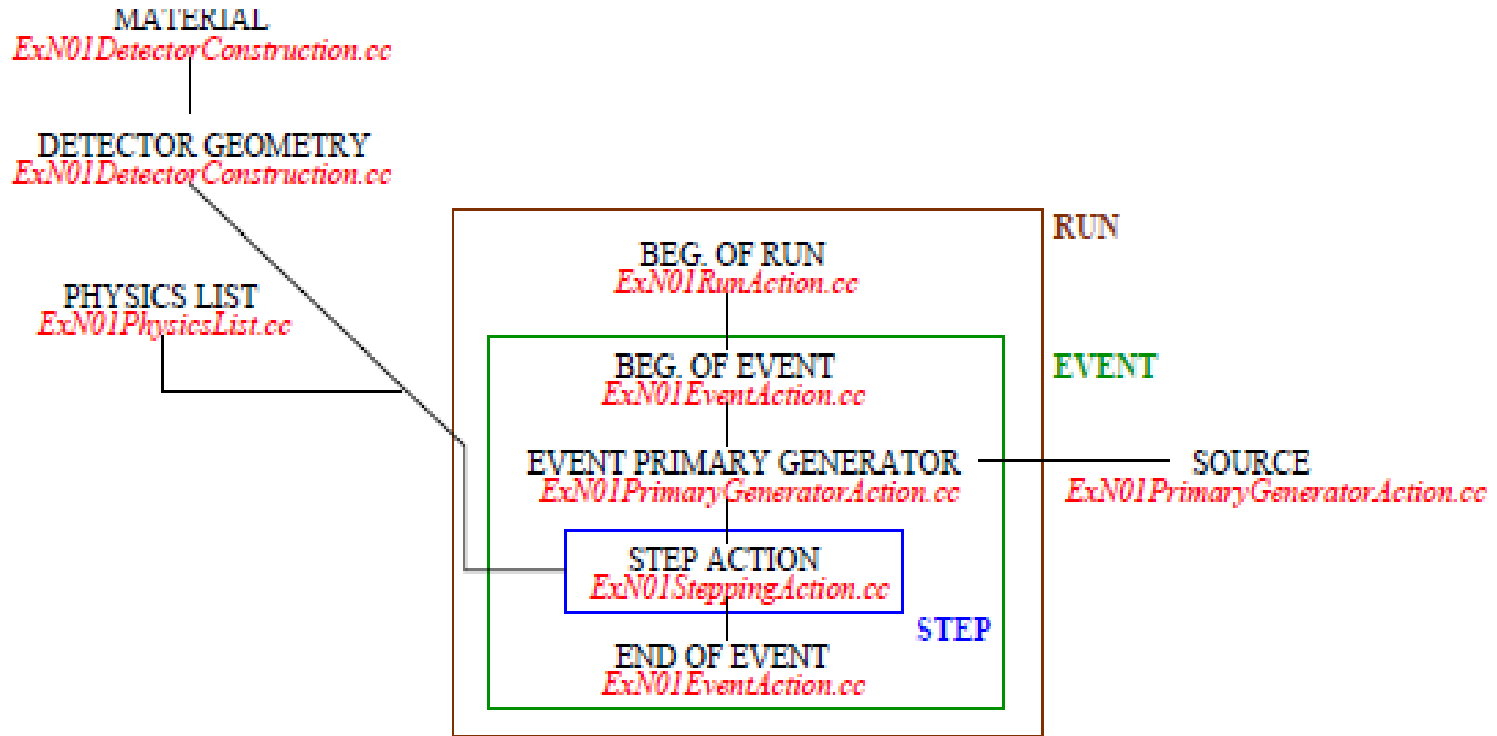 MATERIAL
ExN01DetectorConstruction.cc
DETECTOR GEOMETRY
ExN01DetectorConstruction.cc
PHYSICS LIST
ExN01PhysicsList.cc
RUN
BEG. OF RUN
ExN01RunAction.cc
EVENT
BEG. OF EVENT
ExN01EventAction.cc
EVENT PRIMARY GENERATOR
ExN01PrimaryGeneratorAction.cc
SOURCE
ExN01PrimaryGeneratorAction.cc
STEP ACTION
ExN01SteppingAction.cc
STEP
END OF EVENT
ExN01EventAction.cc